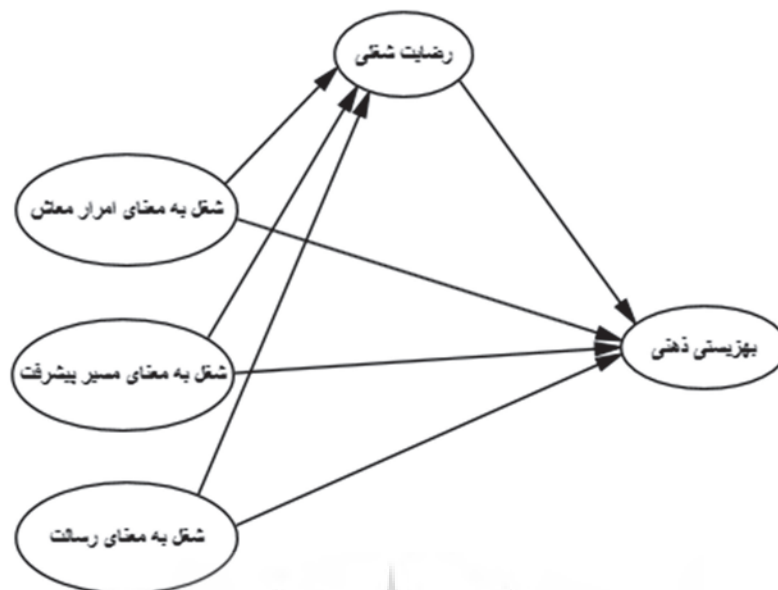 رضایت شغلی
شغل به معنای امرار معاش
بهزیستی ذهنی
شغل به معنای مسیر پیشرفت
شغل به معنای رسالت